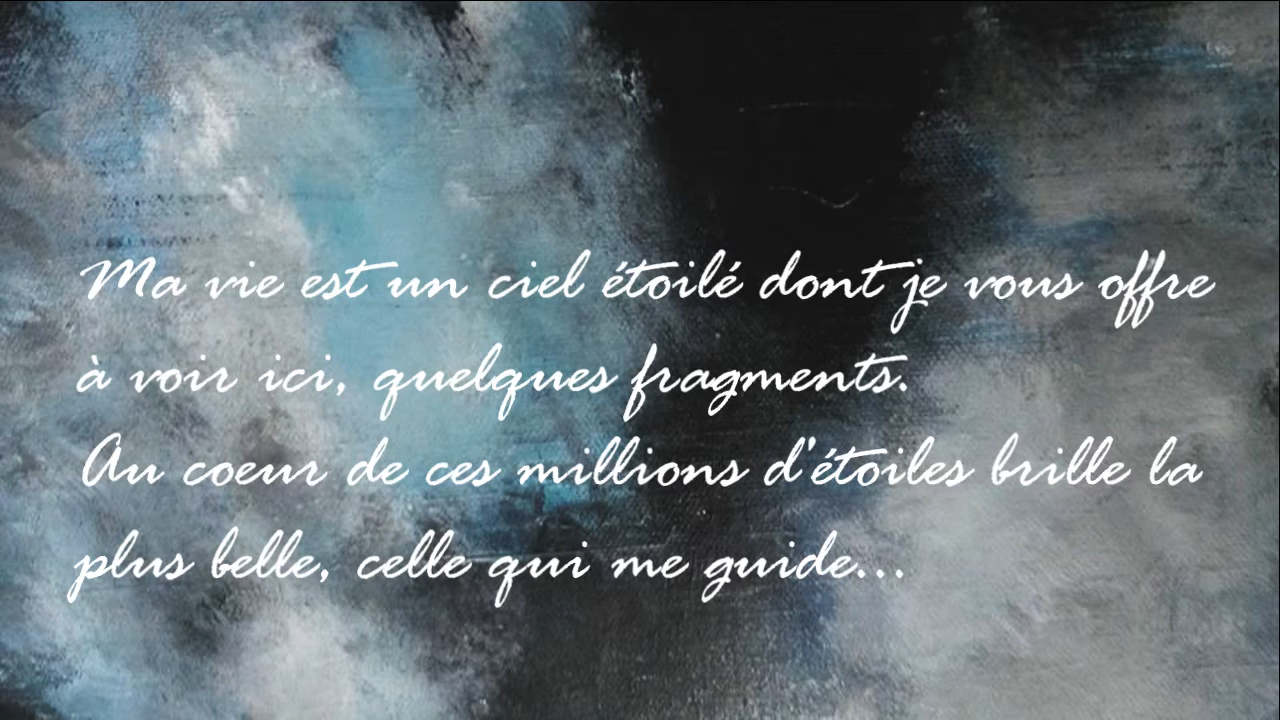 Ma vie est un ciel étoilé dont je vous offre
à voir ici, quelques fragments.
Au coeur de ces millions d'étoiles brille la
plus belle, celle qui me guide...